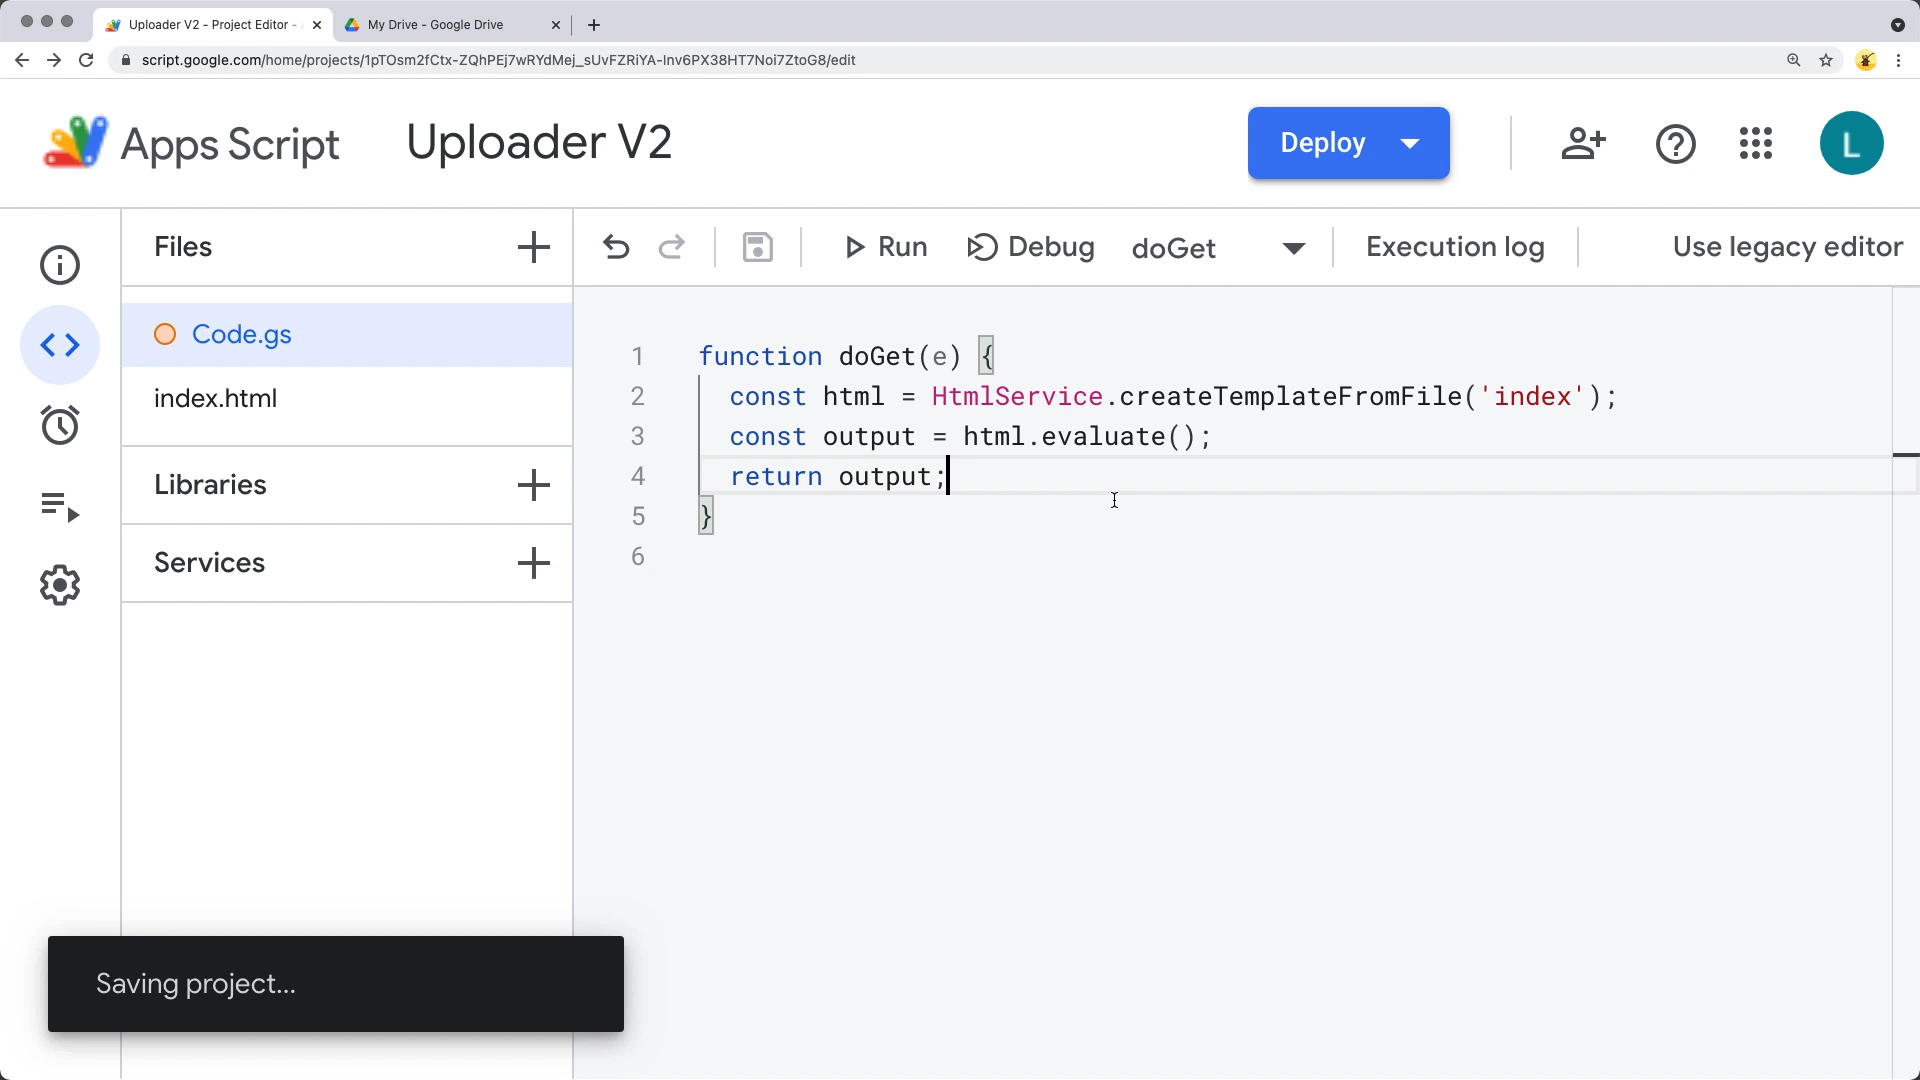 Uploader V2 - Project Editor -
My Drive - Google Drive
script.google.com/home/projects/1pTOsm2fCtx-ZQhPEj7wRYdMej_sUvFZRiYA-Inv6PX38HT7Noi7ZtoG8/edit
Apps Script
Uploader V2
Deploy
L
Files
Run
Debug
doGet
Execution log
Use legacy editor
Code.gs
index.html
Libraries
Services
1 function doGet(e) {
2 const html = HtmlService.createTemplateFromFile('index');
3 const output = html.evaluate();
4 return output;
5 }
6
Saving project...